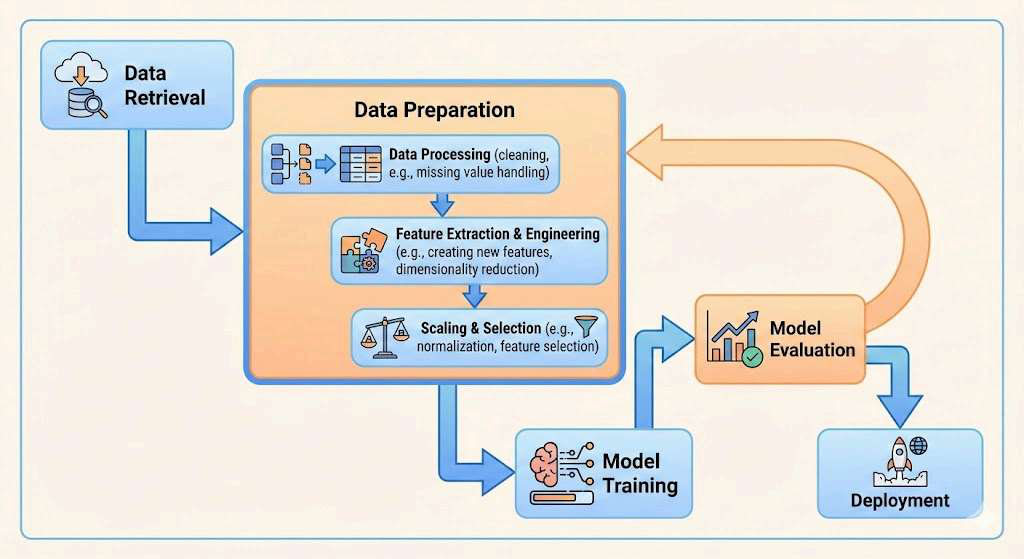 Data
Retrieval
Data Preparation
Data Processing (cleaning,
e.g., missing value handling)
Feature Extraction & Engineering
(e.g., creating new features,
dimensionality reduction)
Scaling & Selection (e.g.,
normalization, feature selection)
Model
Evaluation
Model
Training
Deployment